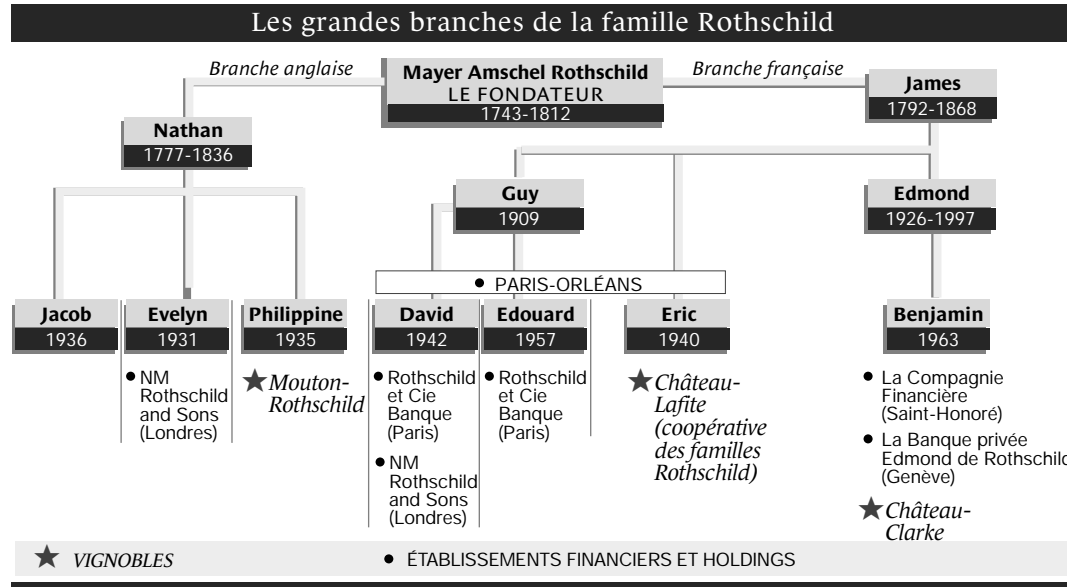 Les grandes branches de la famille Rothschild
Branche anglaise
Mayer Amschel Rothschild
LE FONDATEUR
1743-1812
Branche française
James
1792-1868
Nathan
1777-1836
Guy
1909
Edmond
1926-1997
● PARIS-ORLÉANS
Jacob
1936
Evelyn
1931
● NM
Rothschild
and Sons
(Londres)
Philippine
1935
★ Mouton-
Rothschild
David
1942
● Rothschild
et Cie
Banque
(Paris)
● NM
Rothschild
and Sons
(Londres)
Edouard
1957
● Rothschild
et Cie
Banque
(Paris)
Eric
1940
★ Château-
Lafite
(coopérative
des familles
Rothschild)
Benjamin
1963
● La Compagnie
Financière
(Saint-Honoré)
● La Banque privée
Edmond de Rothschild
(Genève)
★ Château-
Clarke
★ VIGNOBLES
● ÉTABLISSEMENTS FINANCIERS ET HOLDINGS